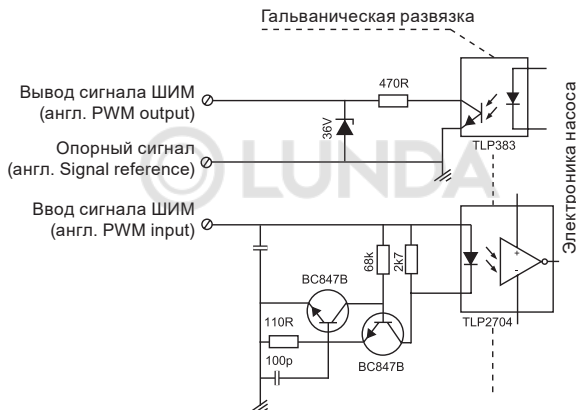 Гальваническая развязка
Вывод сигнала ШИМ
(англ. PWM output)
470R
36V
Опорный сигнал
(англ. Signal reference)
TLP383
LUNDA
Электроника насоса
Ввод сигнала ШИМ
(англ. PWM input)
68k
2k7
+
-
BC847B
110R
TLP2704
100p
BC847B